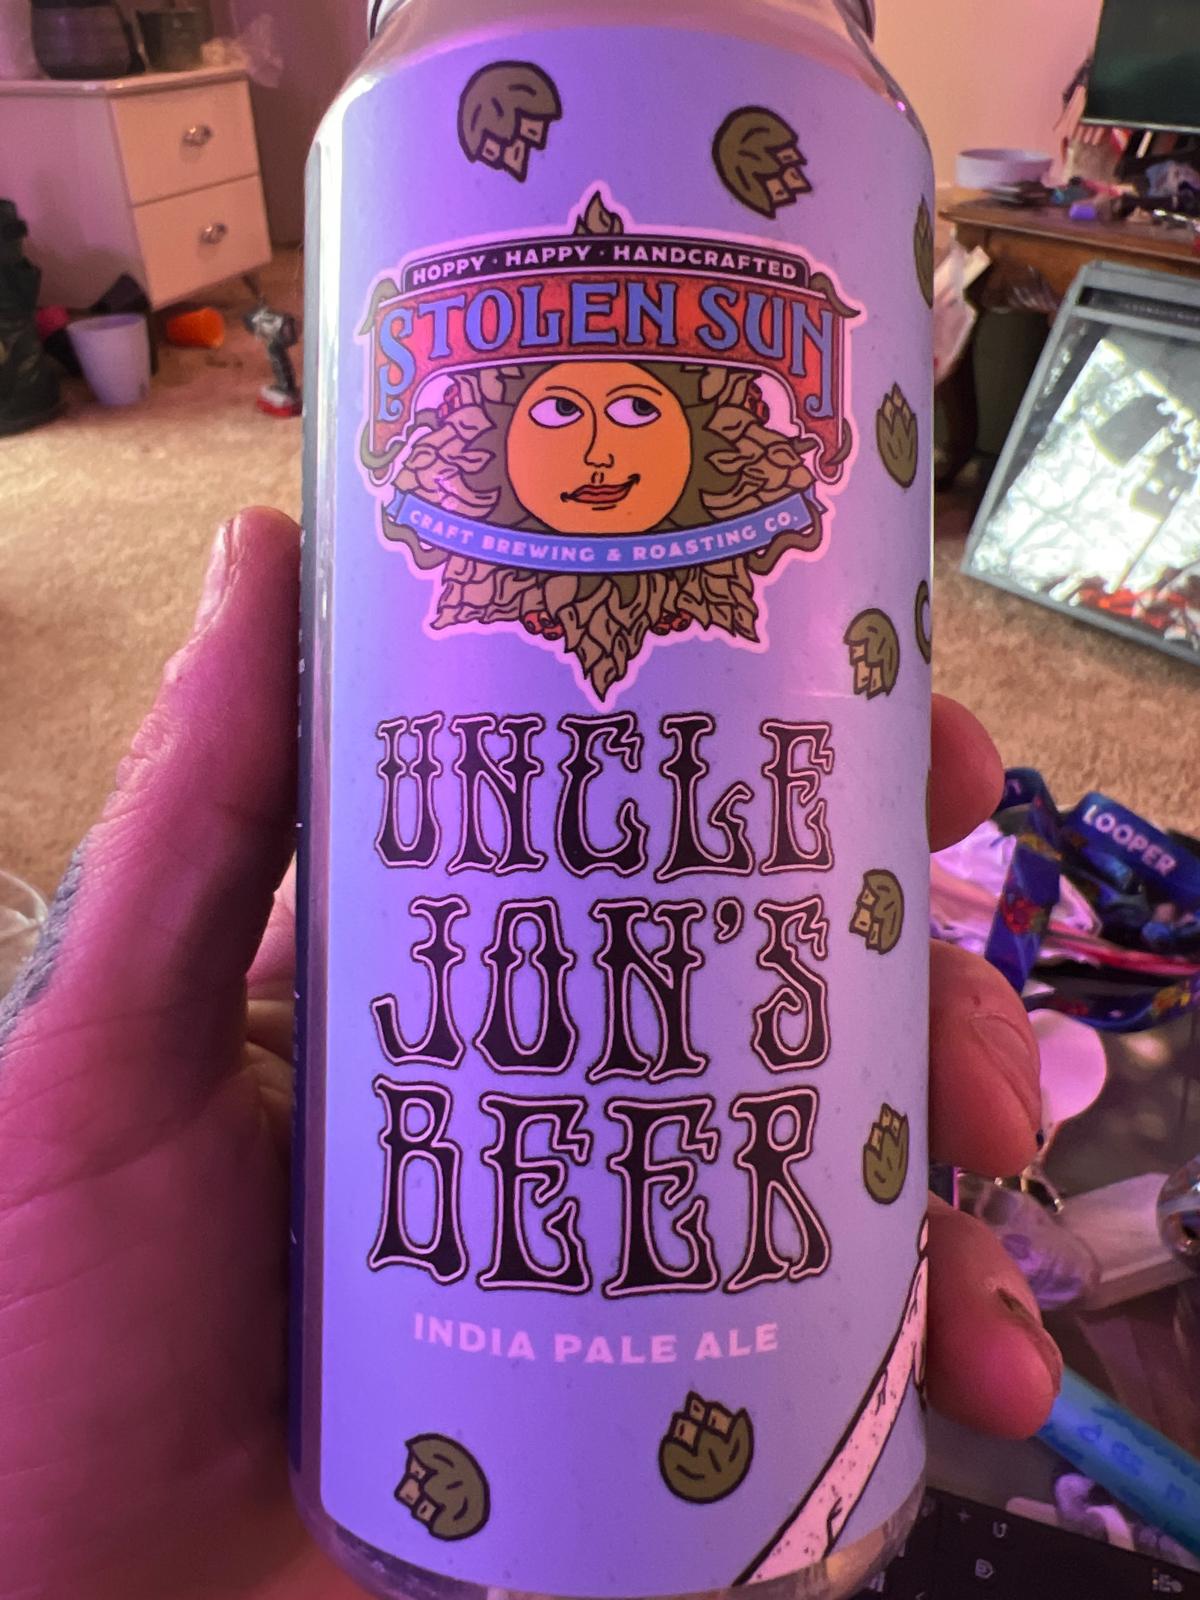 HOPPY · HAPPY · HANDCRAFTED
STOLEN SUN
CRAFT BREWING & ROASTING CO.
UNCLE
JON'S
BEER
INDIA PALE ALE
LOOPER